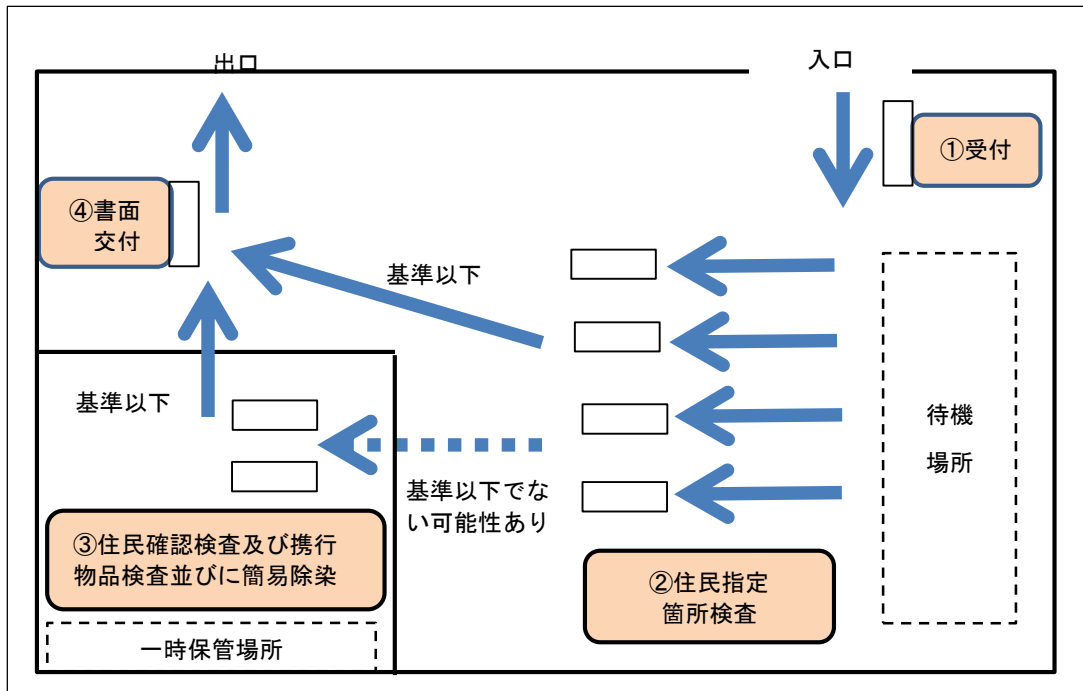 出口
入口
①受付
④書面
交付
基準以下
基準以下
待機
場所
基準以下でな
い可能性あり
③住民確認検査及び携行
物品検査並びに簡易除染
②住民指定
箇所検査
一時保管場所